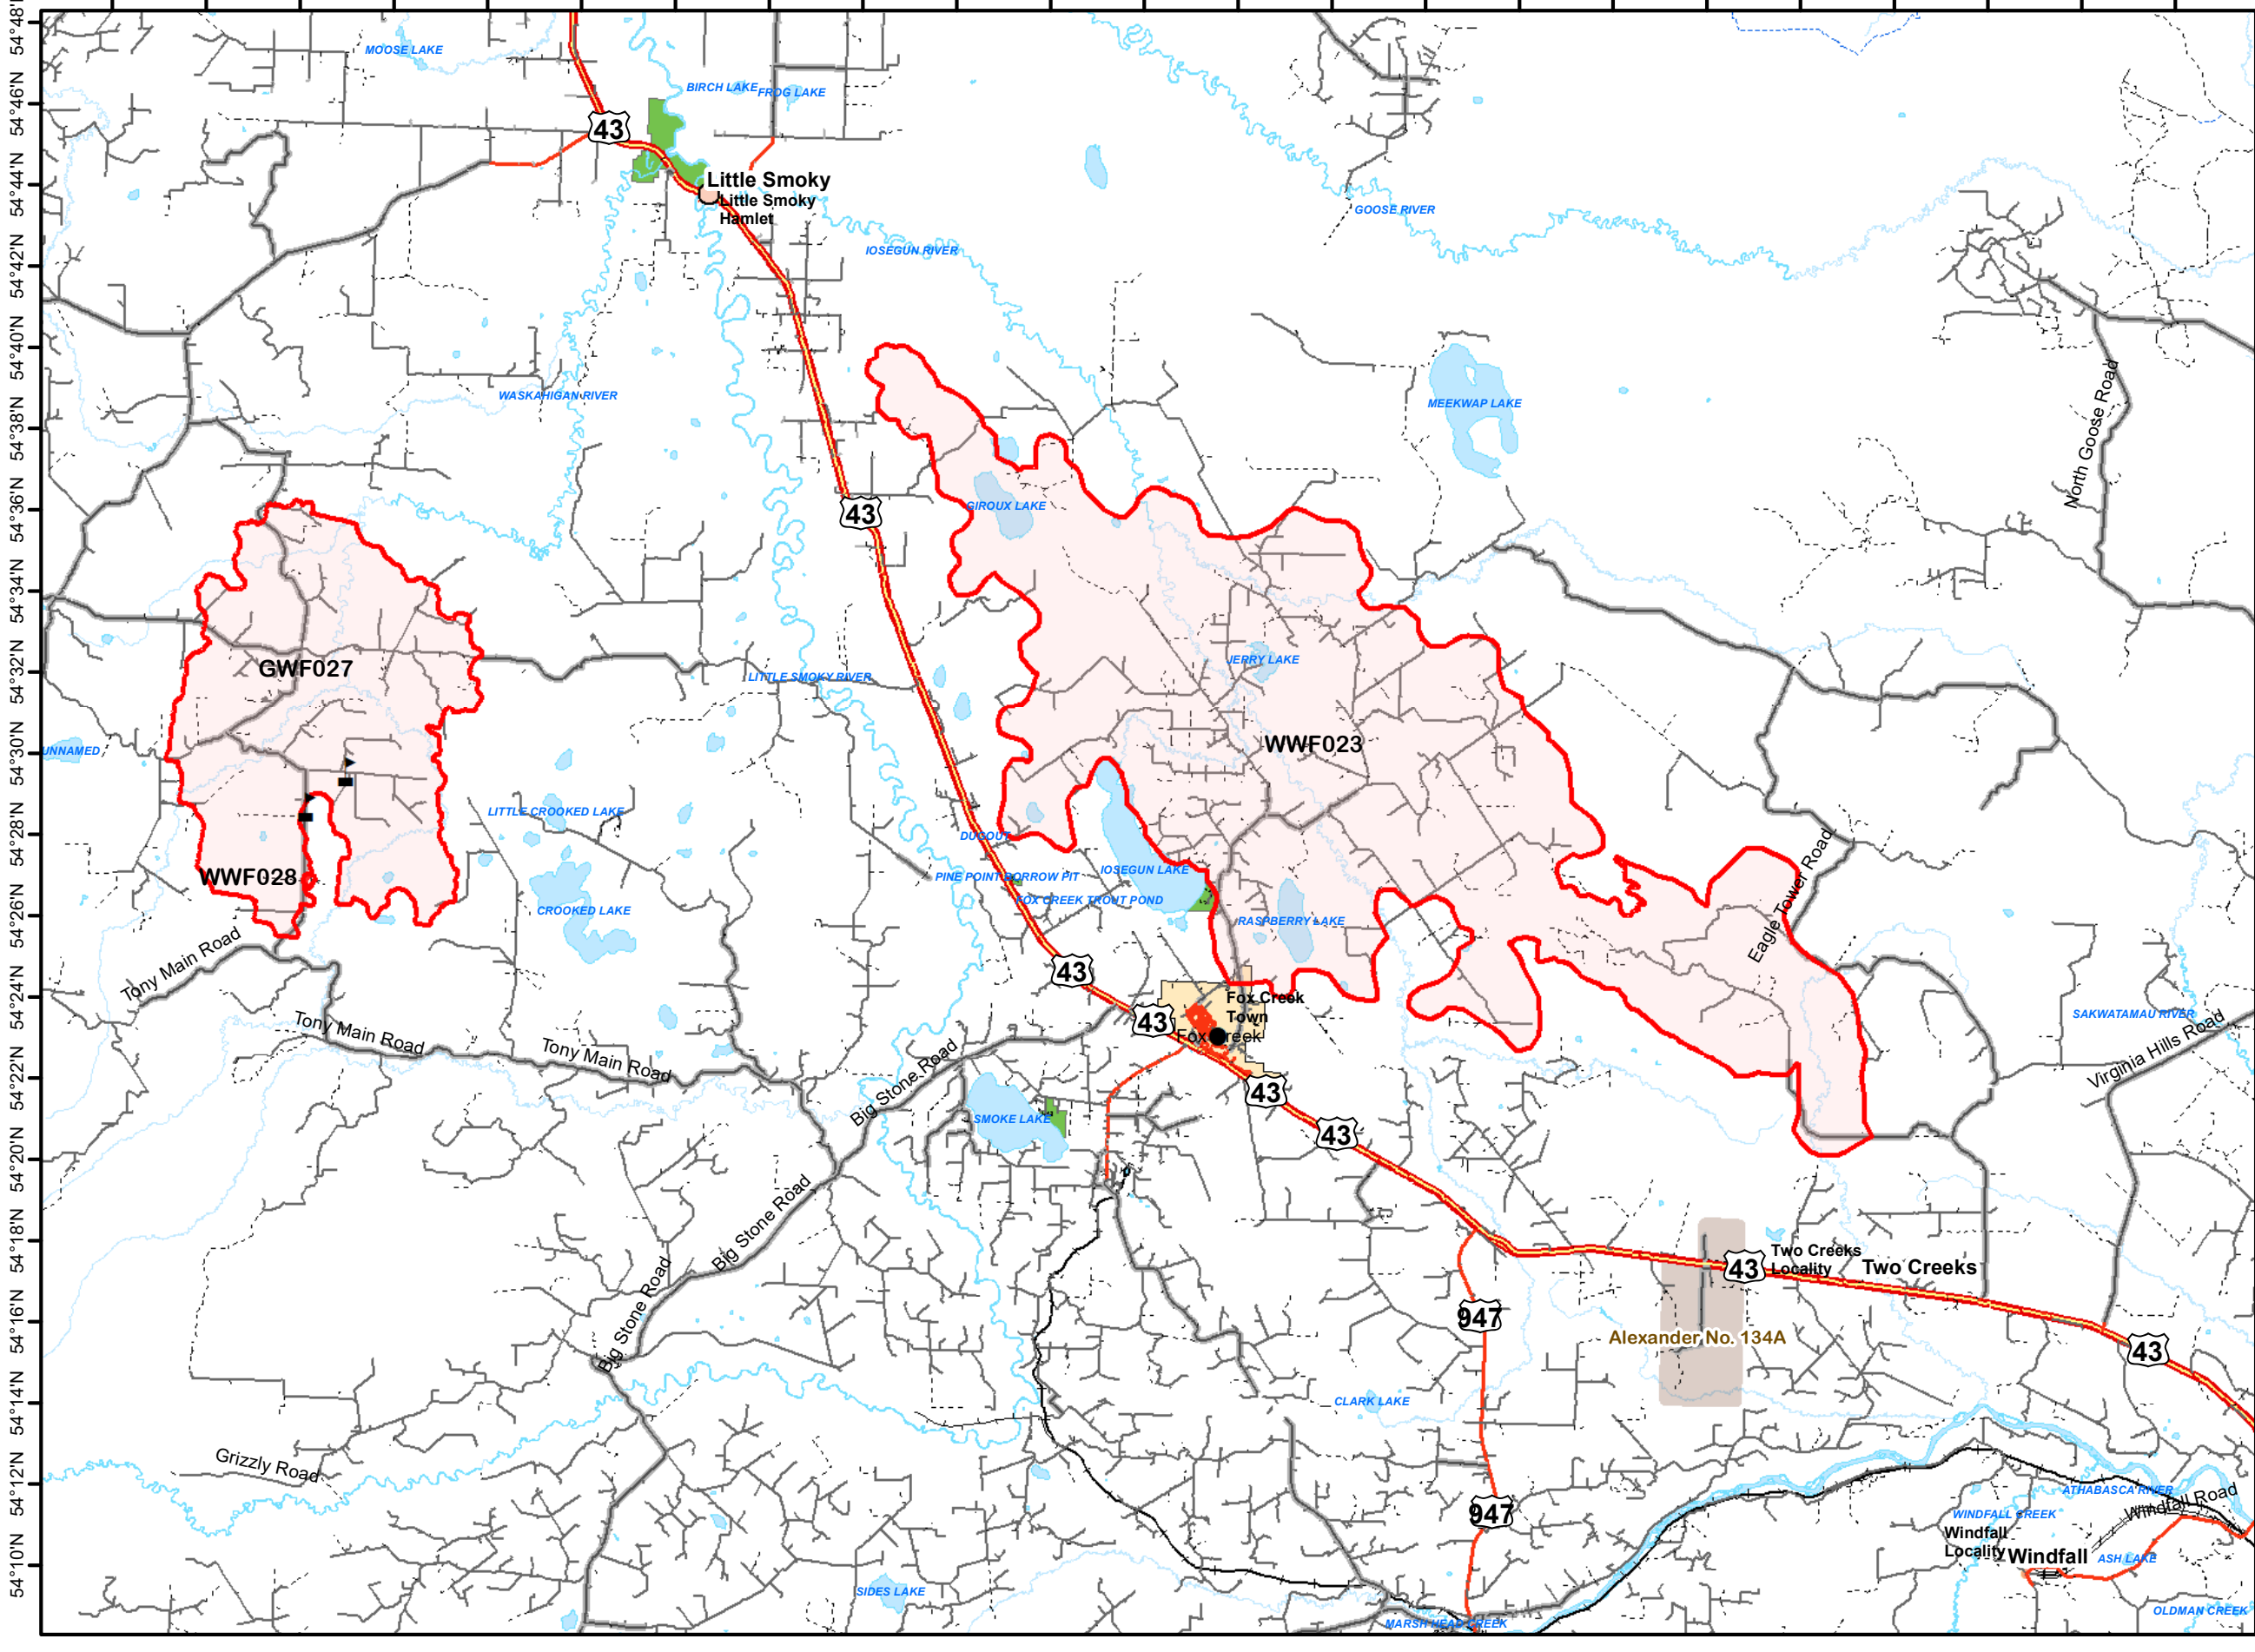 54°48'N
MOOSE LAKE
54°46'N
BIRCH LAKE
FROG LAKE
43
54°44'N
Little Smoky
Little Smoky
Hamlet
GOOSE RIVER
54°42'N
IOSEGUN RIVER
54°40'N
WASKAHIGAN RIVER
MEEKWAP LAKE
54°38'N
North Goose Road
54°36'N
GIROUX LAKE
43
54°34'N
54°32'N
GWF027
JERRY LAKE
LITTLE SMOKY RIVER
54°30'N
UNNAMED
WWF023
54°28'N
LITTLE CROOKED LAKE
DUGOUT
Eagle Tower Road
54°26'N
WWF028
PINE POINT BORROW PIT
IOSEGUN LAKE
FOX CREEK TROUT POND
CROOKED LAKE
RASPBERRY LAKE
Tony Main Road
54°24'N
43
Fox Creek
Town
43
Fox Creek
SAKWATAMAU RIVER
Tony Main Road
Tony Main Road
54°22'N
Big Stone Road
Virginia Hills Road
43
SMOKE LAKE
43
54°20'N
Big Stone Road
54°18'N
Two Creeks
Locality
43
Two Creeks
Big Stone Road
54°16'N
947
Alexander No. 134A
43
54°14'N
CLARK LAKE
54°12'N
Grizzly Road
ATHABASCA RIVER
Windfall Road
947
WINDFALL CREEK
Windfall
Locality
Windfall
ASH LAKE
54°10'N
SIDES LAKE
OLDMAN CREEK
MARSH HEAD CREEK